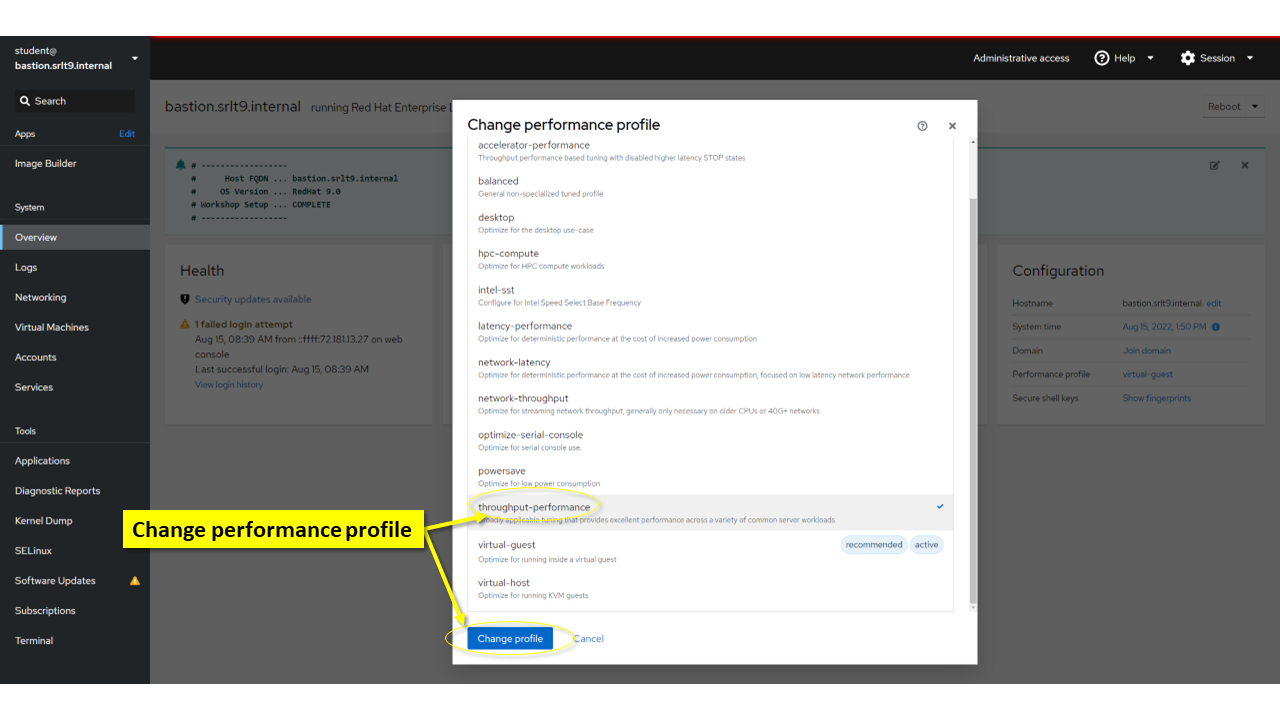 student@
bastion.srlt9.internal
Administrative access
Help
Session
Search
Apps
Edit
Image Builder
System
Overview
Logs
Networking
Virtual Machines
Accounts
Services
Tools
Applications
Diagnostic Reports
Kernel Dump
SELinux
Software Updates
Subscriptions
Terminal
bastion.srlt9.internal running Red Hat Enterprise L
Reboot
# ------------------
# Host FQDN ... bastion.srlt9.internal
# OS Version ... RedHat 9.0
# Workshop Setup ... COMPLETE
# ------------------
Health
Security updates available
1 failed login attempt
Aug 15, 08:39 AM from ::ffff:72.181.13.27 on web
console
Last successful login: Aug 15, 08:39 AM
View login history
Change performance profile
accelerator-performance
Throughput performance based tuning with disabled higher latency STOP states
balanced
General non-specialized tuned profile
desktop
Optimize for the desktop use-case
hpc-compute
Optimize for HPC compute workloads
intel-sst
Configure for Intel Speed Select Base Frequency
latency-performance
Optimize for deterministic performance at the cost of increased power consumption
network-latency
Optimize for deterministic performance at the cost of increased power consumption, focused on low latency network performance
network-throughput
Optimize for streaming network throughput, generally only necessary on older CPUs or 40G+ networks
optimize-serial-console
Optimize for serial console use.
powersave
Optimize for low power consumption
throughput-performance
Broadly applicable tuning that provides excellent performance across a variety of common server workloads
virtual-guest
recommended
active
Optimize for running inside a virtual guest
virtual-host
Optimize for running KVM guests
Change profile
Cancel
Change performance profile
Configuration
Hostname bastion.srlt9.internal edit
System time Aug 15, 2022, 1:50 PM
Domain Join domain
Performance profile virtual-guest
Secure shell keys Show fingerprints